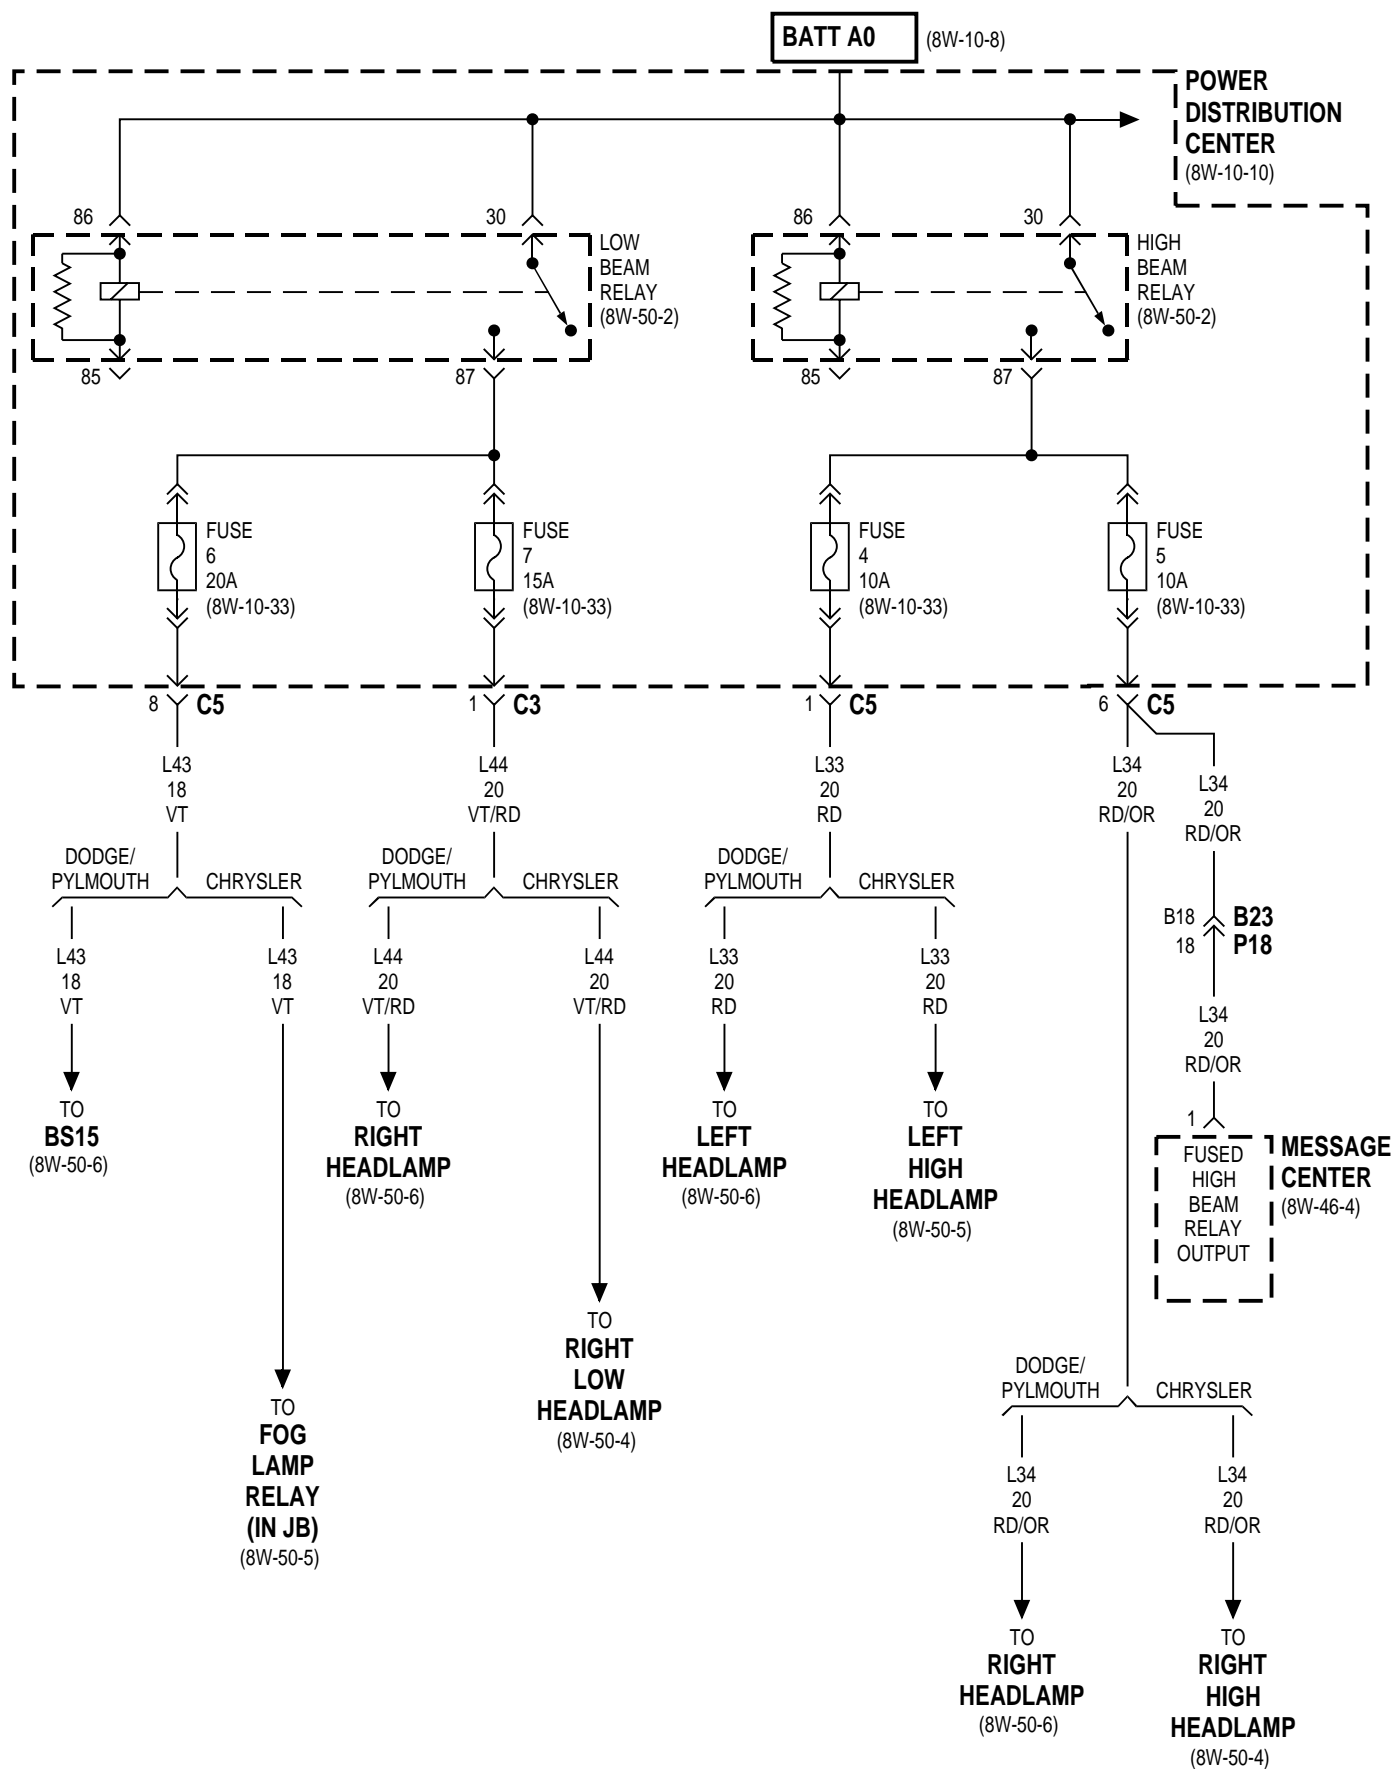 BATT A0
(8W-10-8)
POWER
DISTRIBUTION
CENTER
(8W-10-10)
86
30
86
30
LOW
BEAM
RELAY
(8W-50-2)
HIGH
BEAM
RELAY
(8W-50-2)
85
87
85
87
FUSE
6
20A
(8W-10-33)
FUSE
7
15A
(8W-10-33)
FUSE
4
10A
(8W-10-33)
FUSE
5
10A
(8W-10-33)
8
C5
1
C3
1
C5
6
C5
L43
18
VT
L44
20
VT/RD
L33
20
RD
L34
20
RD/OR
L34
20
RD/OR
DODGE/
PYLMOUTH
CHRYSLER
DODGE/
PYLMOUTH
CHRYSLER
DODGE/
PYLMOUTH
CHRYSLER
B18
B23
18
P18
L43
18
VT
L43
18
VT
L44
20
VT/RD
L44
20
VT/RD
L33
20
RD
L33
20
RD
L34
20
RD/OR
TO
BS15
(8W-50-6)
TO
RIGHT
HEADLAMP
(8W-50-6)
TO
LEFT
HEADLAMP
(8W-50-6)
TO
LEFT
HIGH
HEADLAMP
(8W-50-5)
1
FUSED
HIGH
BEAM
RELAY
OUTPUT
MESSAGE
CENTER
(8W-46-4)
TO
RIGHT
LOW
HEADLAMP
(8W-50-4)
TO
FOG
LAMP
RELAY
(IN JB)
(8W-50-5)
DODGE/
PYLMOUTH
CHRYSLER
L34
20
RD/OR
L34
20
RD/OR
TO
RIGHT
HEADLAMP
(8W-50-6)
TO
RIGHT
HIGH
HEADLAMP
(8W-50-4)